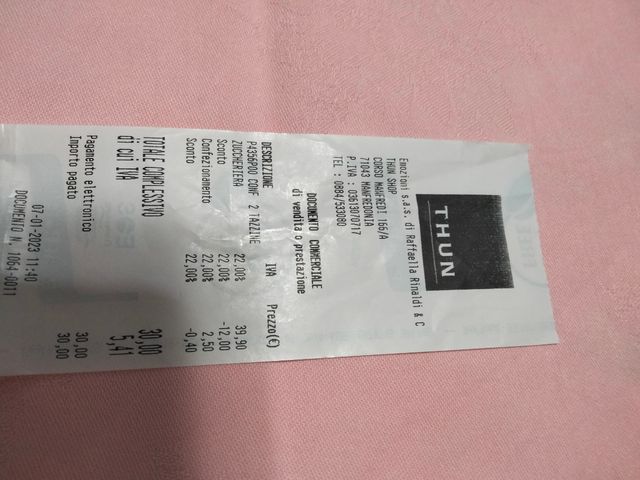 THUN
Emozioni s.a.s. di Raffaella Rinaldi & C
THUN SHOP
CORSO MANFREDI 166/A
71043 MANFREDONIA
P.IVA : 03613070717
TEL : 0884/533080
DOCUMENTO COMMERCIALE
di vendita o prestazione
DESCRIZIONE IVA Prezzo(€)
P4356P00 CONF 2 TAZZINE 22,00% 39,90
ZUCCHERIERA
Sconto 22,00% -12,00
Confezionamento 22,00% 2,50
Sconto 22,00% -0,40
TOTALE COMPLESSIVO 30,00
di cui IVA 5,41
Pagamento elettronico 30,00
Importo pagato 30,00
07-01-2023 11:40
DOCUMENTO N. 1064-0011